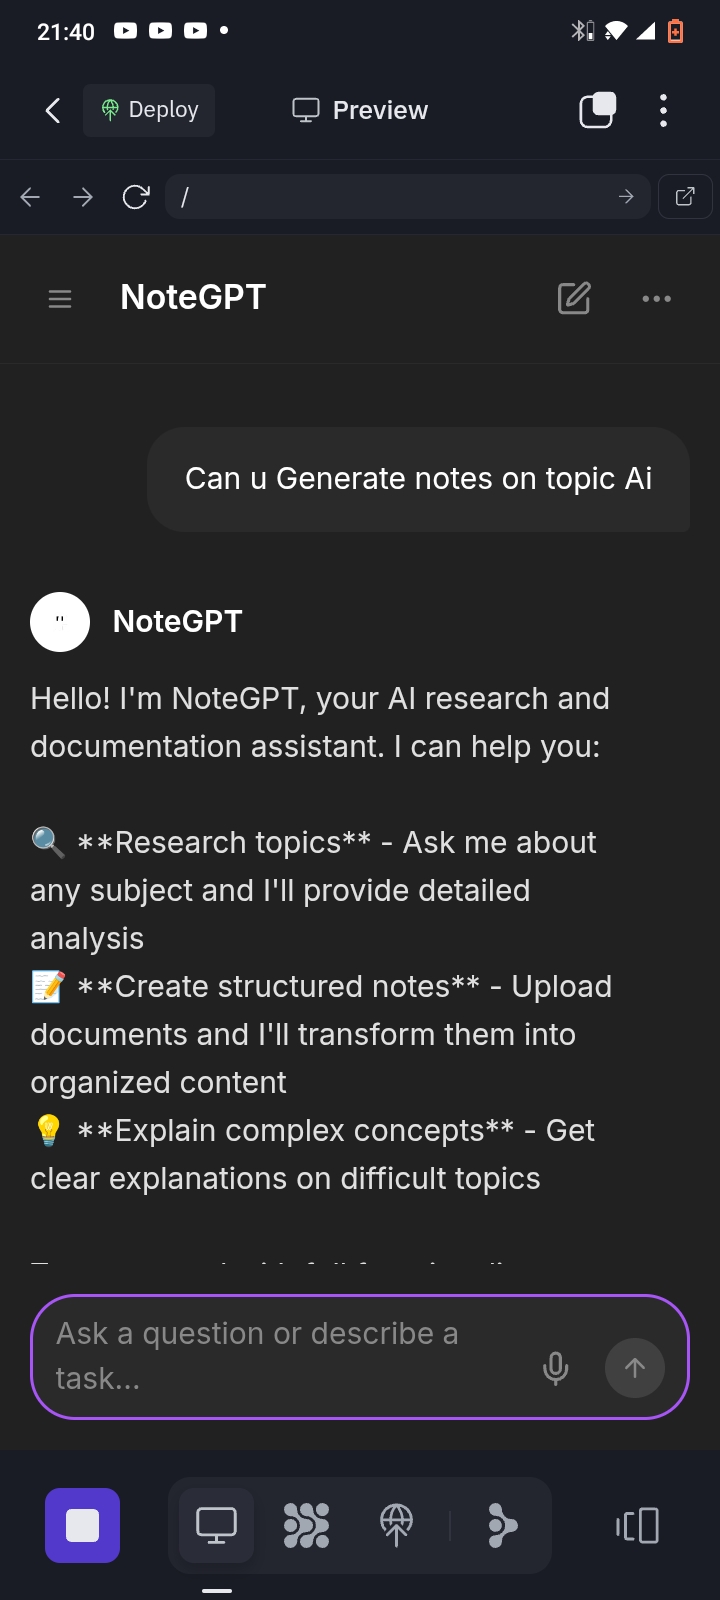 21:40
Deploy
Preview
/
NoteGPT
Can u Generate notes on topic Ai
NoteGPT
Hello! I'm NoteGPT, your AI research and
documentation assistant. I can help you:
🔍 **Research topics** - Ask me about
any subject and I'll provide detailed
analysis
📝 **Create structured notes** - Upload
documents and I'll transform them into
organized content
💡 **Explain complex concepts** - Get
clear explanations on difficult topics
Ask a question or describe a
task...